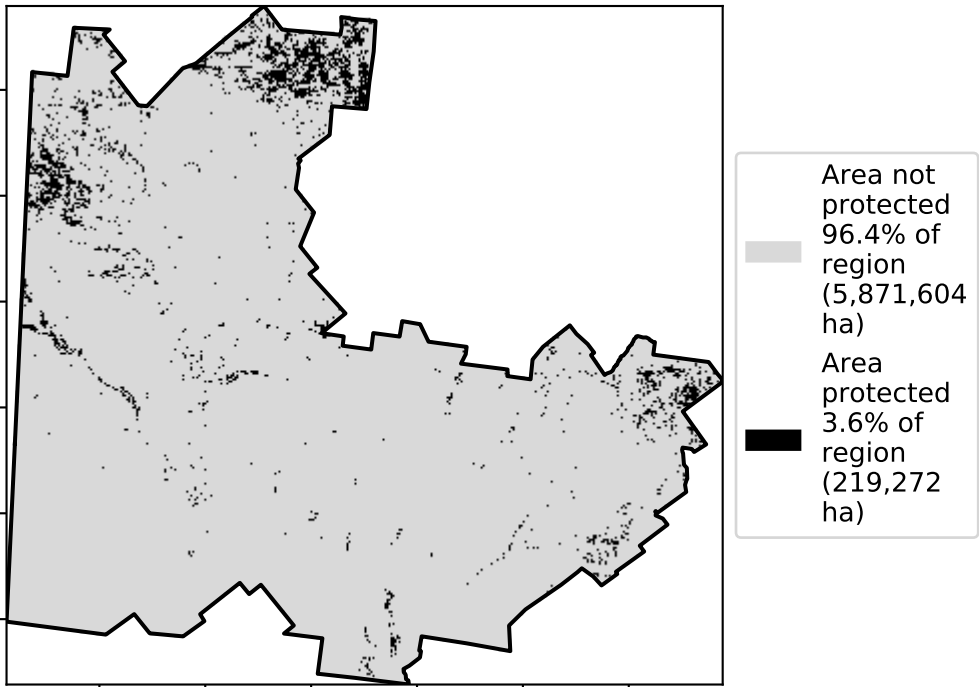 Area not
protected
96.4% of
region
(5,871,604
ha)
Area
protected
3.6% of
region
(219,272
ha)